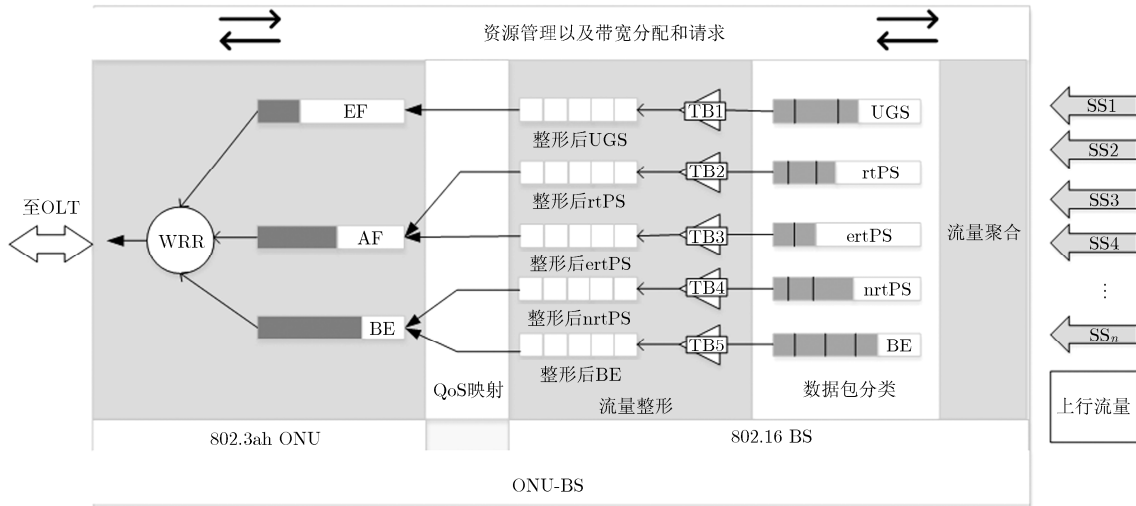 资源管理以及带宽分配和请求
EF
整形后UGS
TB1
UGS
SS1
SS2
整形后rtPS
TB2
rtPS
至OLT
WRR
AF
整形后ertPS
TB3
ertPS
流量聚合
SS3
SS4
⋮
整形后nrtPS
TB4
nrtPS
BE
整形后BE
TB5
BE
SSn
QoS映射
流量整形
数据包分类
上行流量
802.3ah ONU
802.16 BS
ONU-BS